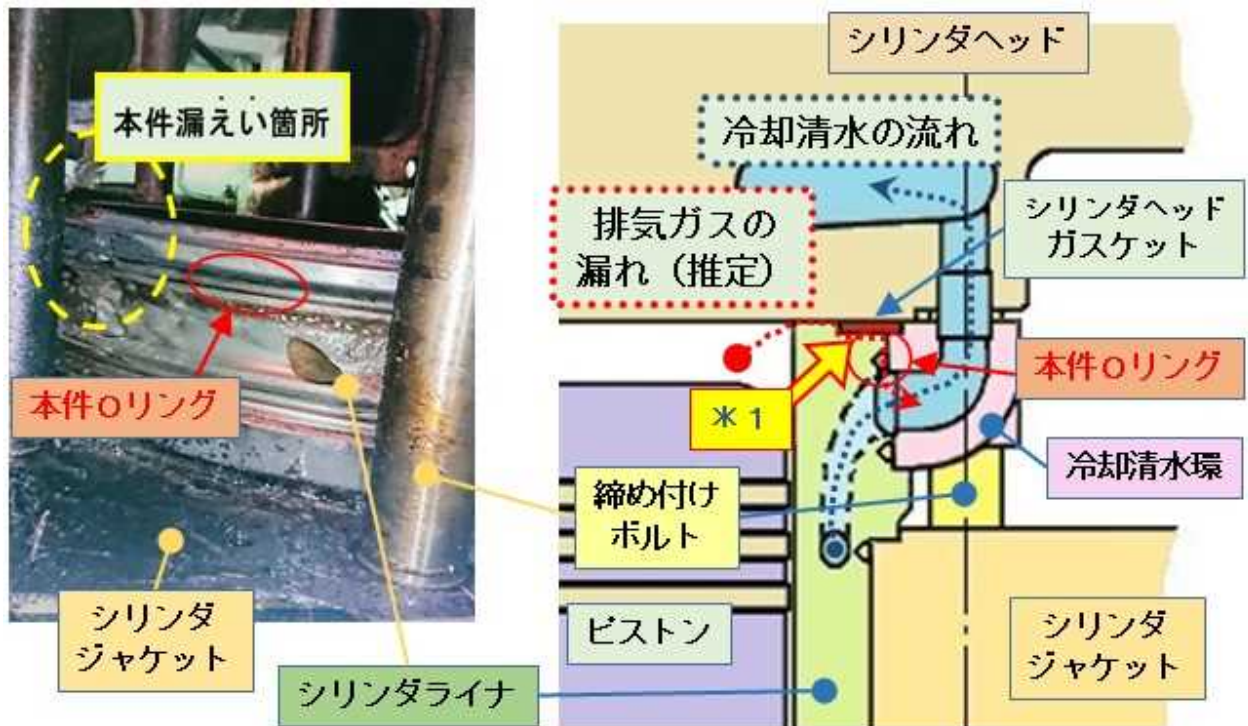 本件漏えい箇所
本件Oリング
シリンダ
ジャケット
シリンダライナ
締め付け
ボルト
シリンダヘッド
冷却清水の流れ
排気ガスの
漏れ（推定）
シリンダヘッド
ガスケット
本件Oリング
＊１
冷却清水環
ピストン
シリンダ
ジャケット